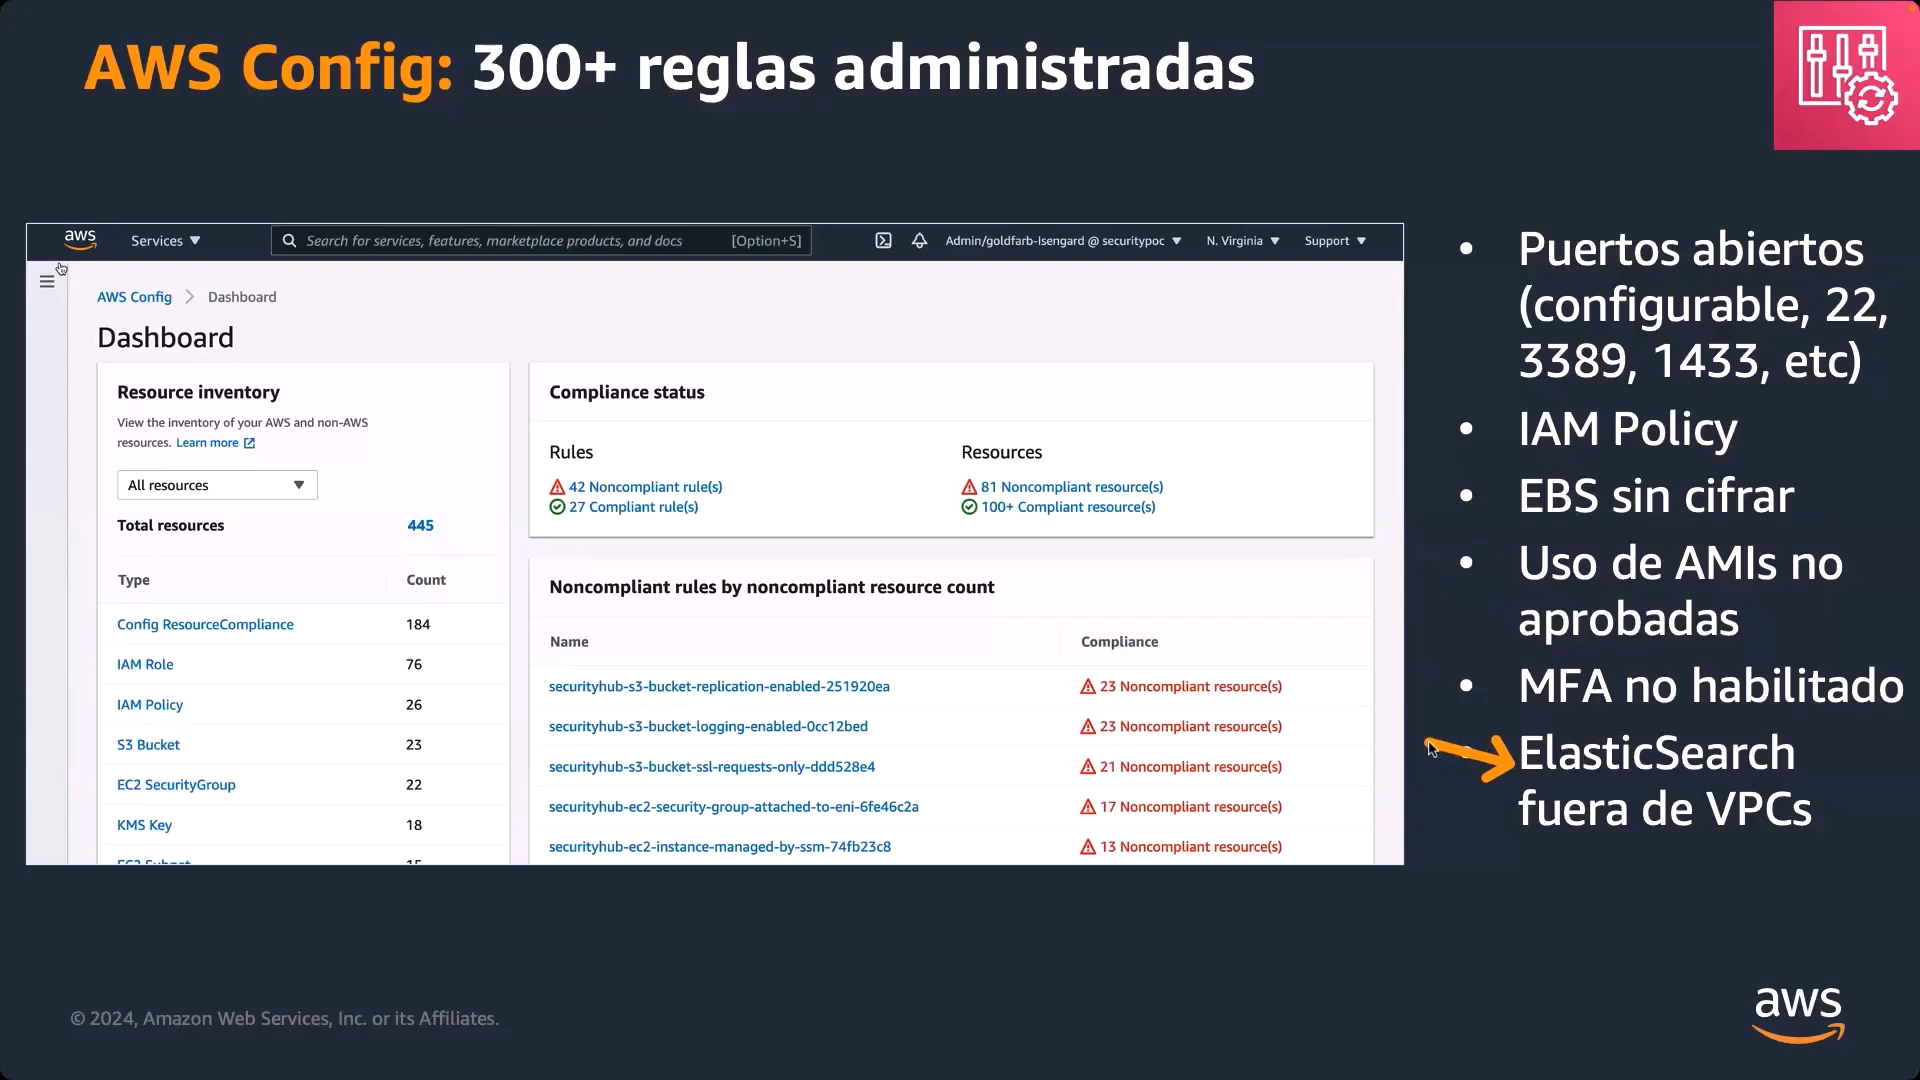 AWS Config: 300+ reglas administradas
aws
Services
Search for services, features, marketplace products, and docs
[Option+S]
Admin/goldfarb-Isengard @ securitypoc
N. Virginia
Support
AWS Config
Dashboard
Dashboard
Resource inventory
View the inventory of your AWS and non-AWS
resources. Learn more
All resources
Total resources 445
Type Count
Config ResourceCompliance 184
IAM Role 76
IAM Policy 26
S3 Bucket 23
EC2 SecurityGroup 22
KMS Key 18
EC2 Subnet 15
Compliance status
Rules
42 Noncompliant rule(s)
27 Compliant rule(s)
Resources
81 Noncompliant resource(s)
100+ Compliant resource(s)
Noncompliant rules by noncompliant resource count
Name Compliance
securityhub-s3-bucket-replication-enabled-251920ea 23 Noncompliant resource(s)
securityhub-s3-bucket-logging-enabled-0cc12bed 23 Noncompliant resource(s)
securityhub-s3-bucket-ssl-requests-only-ddd528e4 21 Noncompliant resource(s)
securityhub-ec2-security-group-attached-to-eni-6fe46c2a 17 Noncompliant resource(s)
securityhub-ec2-instance-managed-by-ssm-74fb23c8 13 Noncompliant resource(s)
• Puertos abiertos
(configurable, 22,
3389, 1433, etc)
• IAM Policy
• EBS sin cifrar
• Uso de AMIs no
aprobadas
• MFA no habilitado
• ElasticSearch
fuera de VPCs
© 2024, Amazon Web Services, Inc. or its Affiliates.
aws